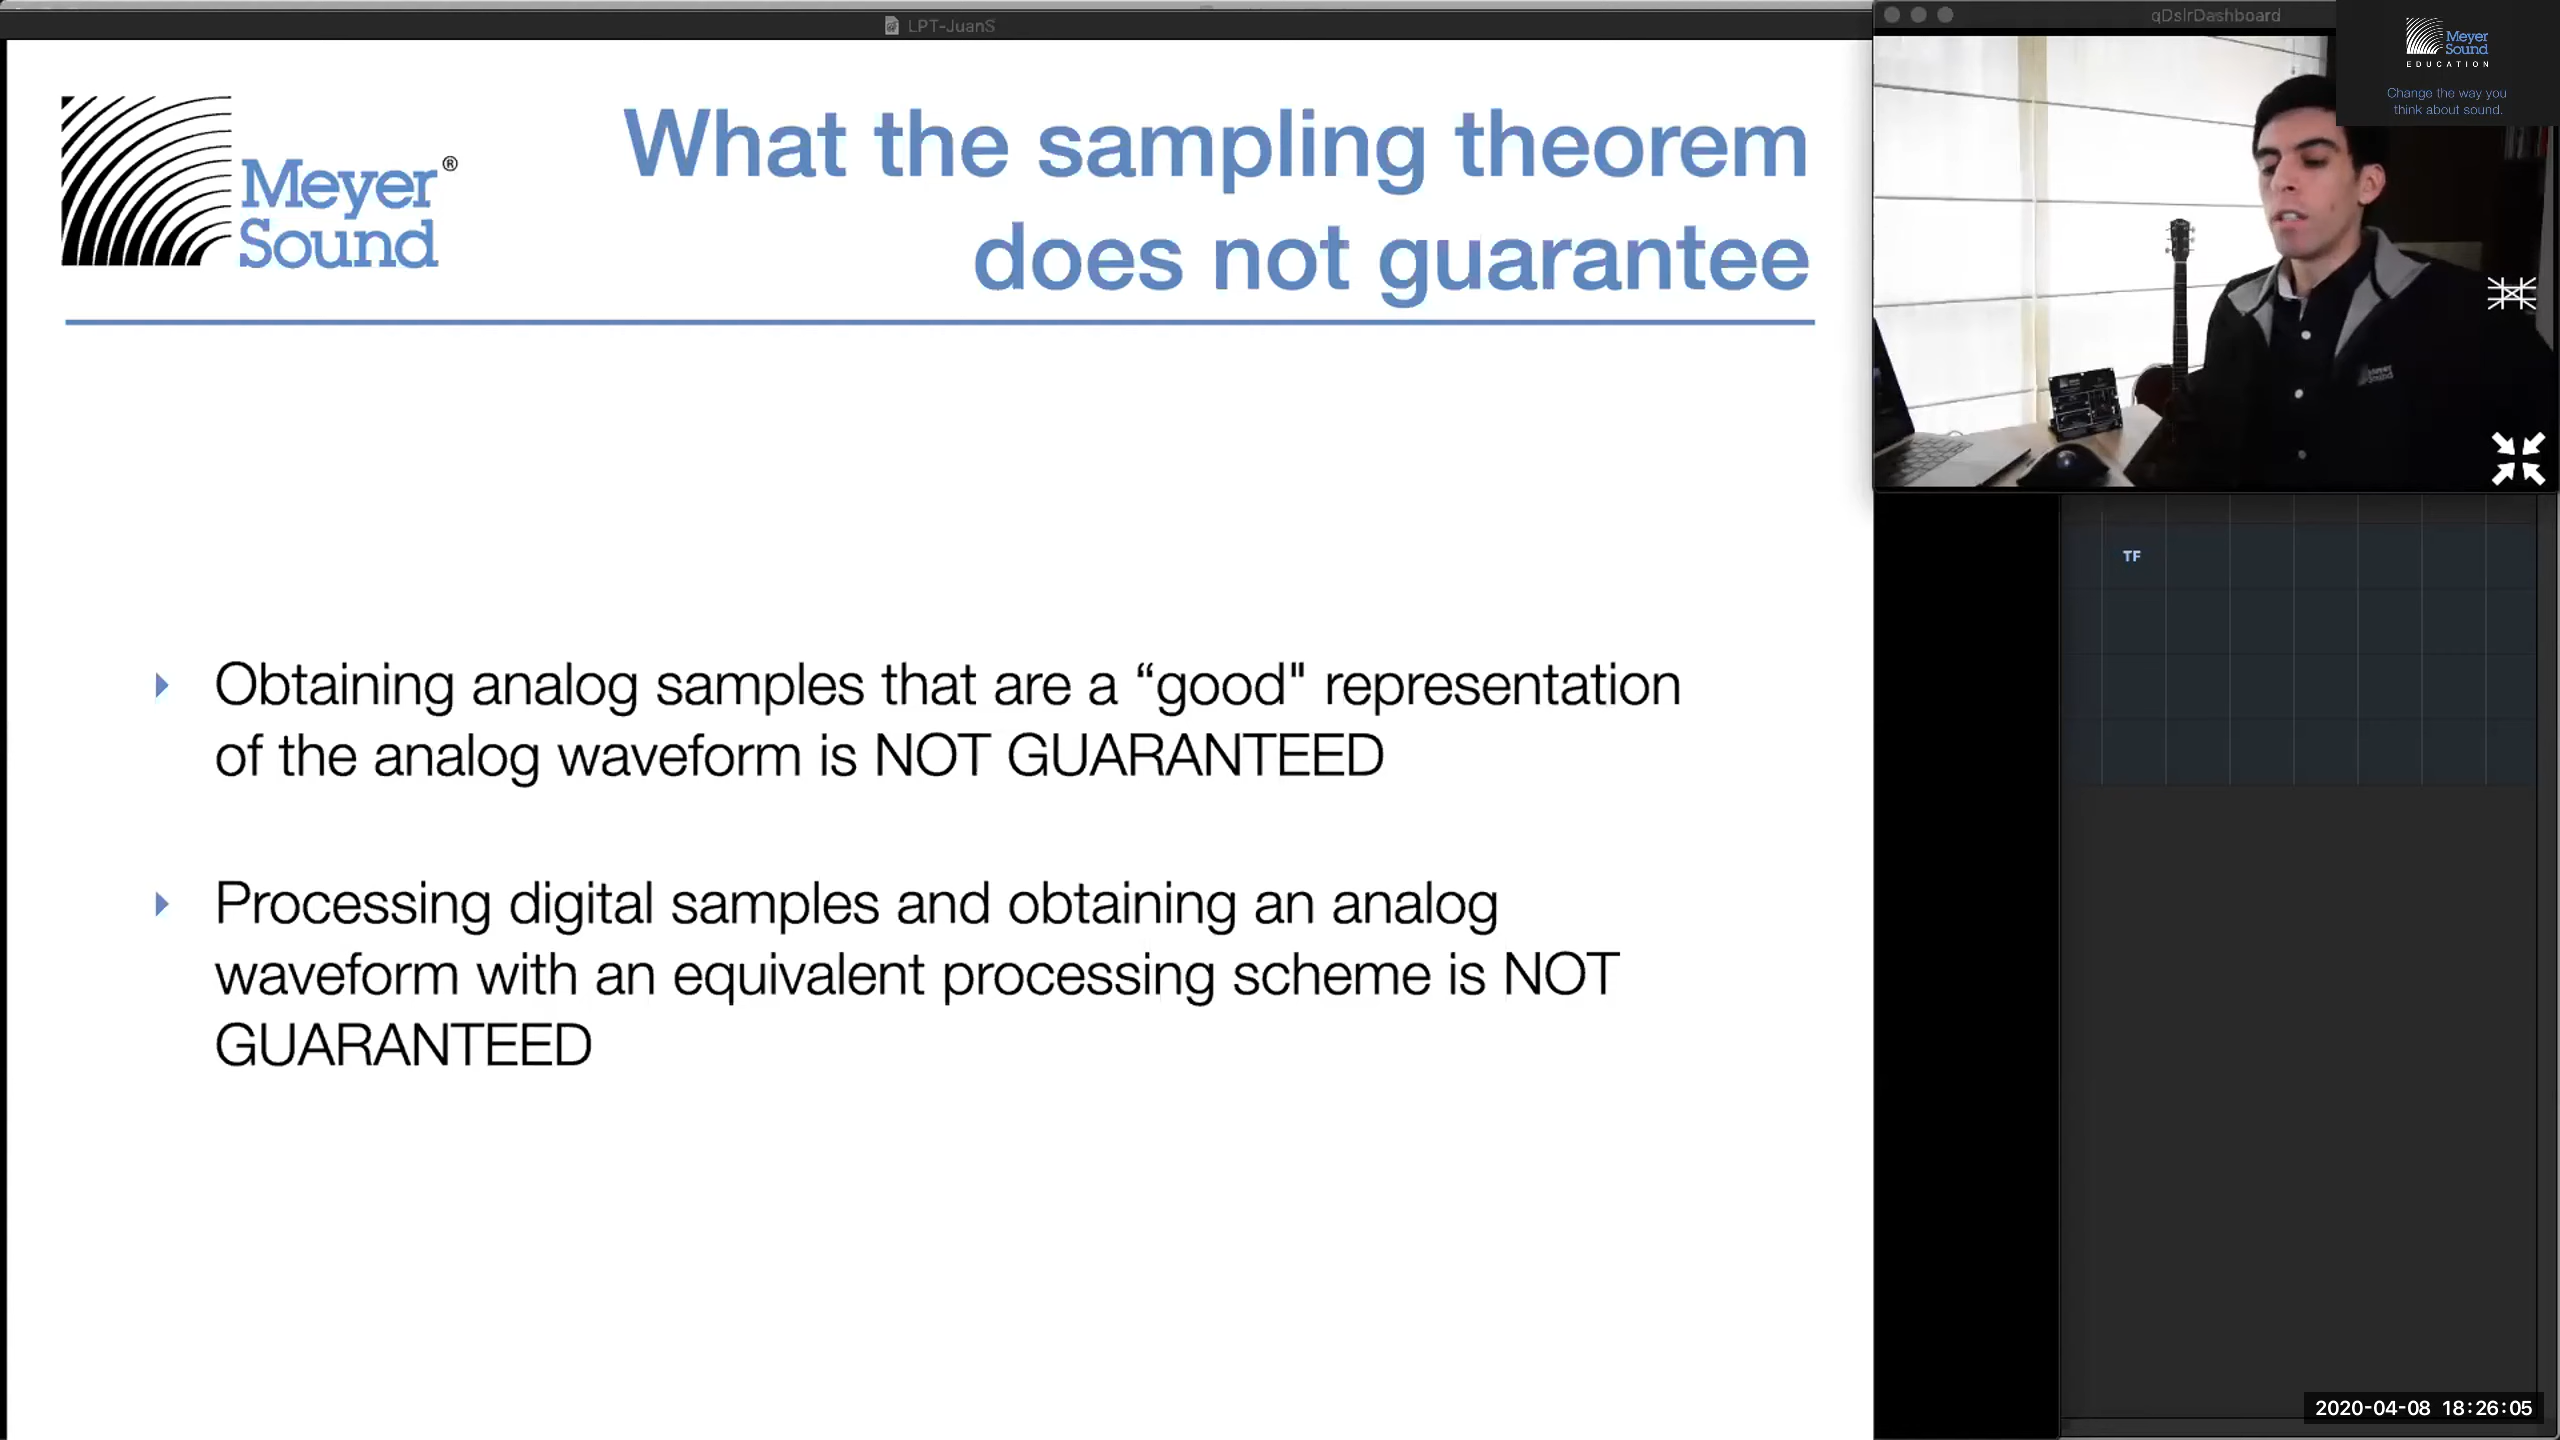 LPT-JuanS
qDslrDashboard
Meyer
Sound
EDUCATION
Change the way you
think about sound.
Meyer®
Sound
What the sampling theorem
does not guarantee
Meyer
Sound
TF
Obtaining analog samples that are a “good" representation
of the analog waveform is NOT GUARANTEED
Processing digital samples and obtaining an analog
waveform with an equivalent processing scheme is NOT
GUARANTEED
2020-04-08 18:26:05